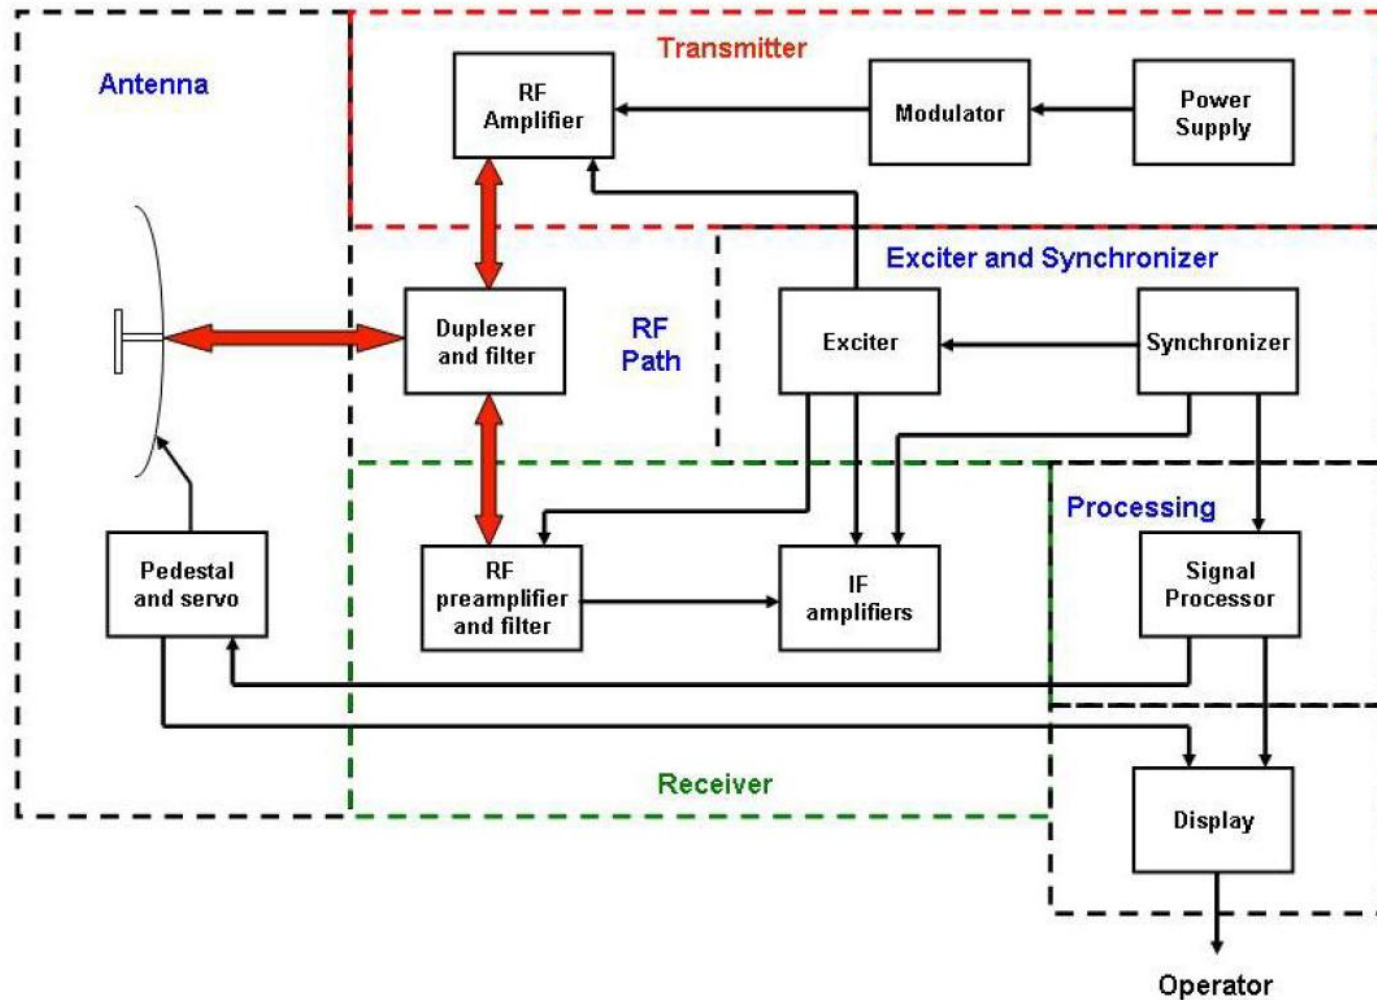 Transmitter
Antenna
RF
Amplifier
Modulator
Power
Supply
Exciter and Synchronizer
Duplexer
and filter
RF
Path
Exciter
Synchronizer
Processing
Pedestal
and servo
RF
preamplifier
and filter
IF
amplifiers
Signal
Processor
Receiver
Display
Operator